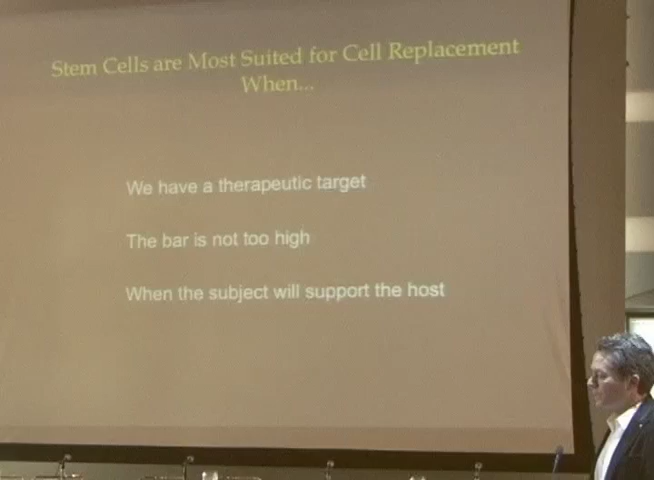 Stem Cells are Most Suited for Cell Replacement
When...
We have a therapeutic target
The bar is not too high
When the subject will support the host